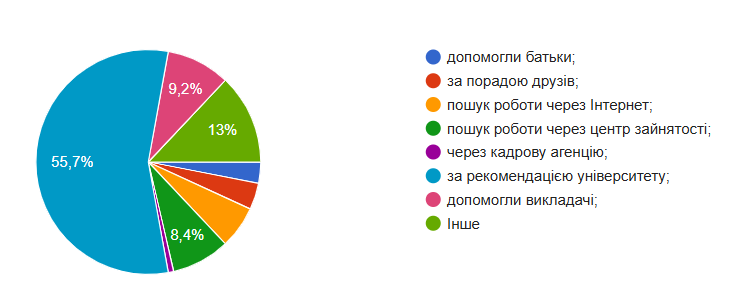 9,2%
13%
55,7%
8,4%
допомогли батьки;
за порадою друзів;
пошук роботи через Інтернет;
пошук роботи через центр зайнятості;
через кадрову агенцію;
за рекомендацією університету;
допомогли викладачі;
Інше